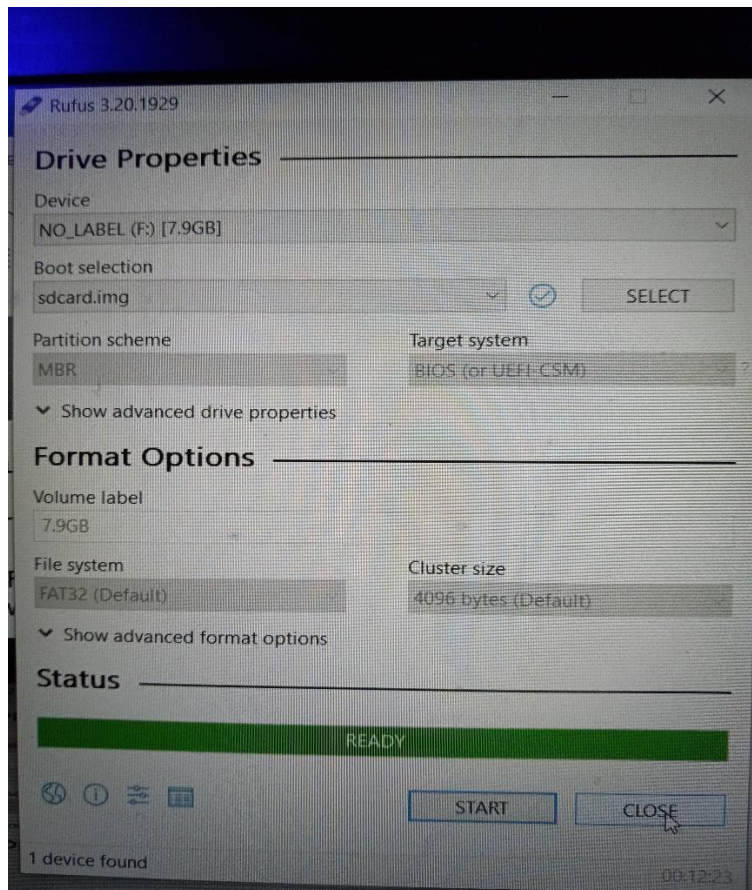 Rufus 3.20.1929
Drive Properties
Device
NO_LABEL (F:) [7.9GB]
Boot selection
sdcard.img
SELECT
Partition scheme
Target system
MBR
BIOS (or UEFI-CSM)
?
Show advanced drive properties
Format Options
Volume label
7.9GB
File system
Cluster size
FAT32 (Default)
4096 bytes (Default)
Show advanced format options
Status
READY
START
CLOSE
1 device found
00:12:23